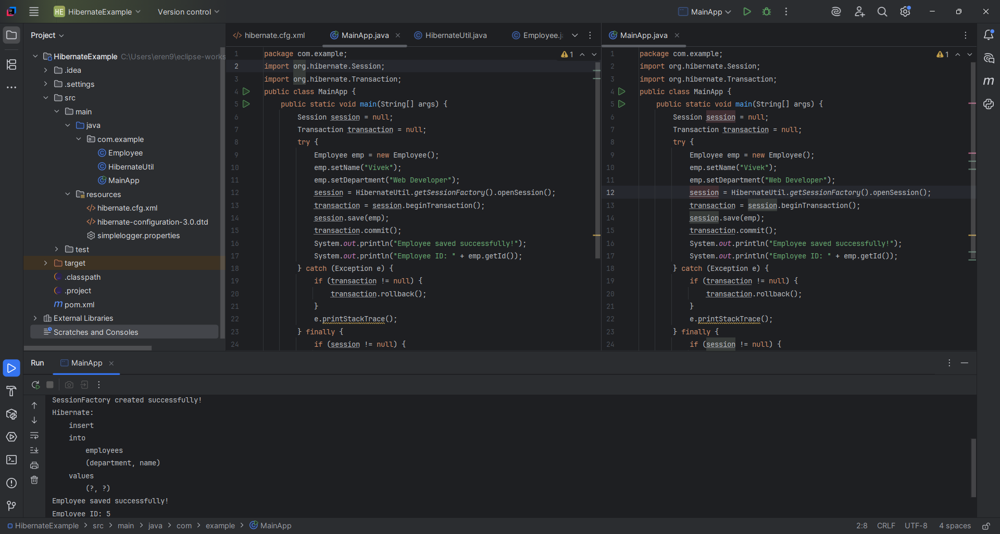 HE HibernateExample Version control MainApp
Project
HibernateExample C:\Users\eren9\eclipse-works
.idea
.settings
src
main
java
com.example
Employee
HibernateUtil
MainApp
resources
hibernate.cfg.xml
hibernate-configuration-3.0.dtd
simplelogger.properties
test
target
.classpath
.project
m pom.xml
External Libraries
Scratches and Consoles
hibernate.cfg.xml MainApp.java HibernateUtil.java Employee.j
1 package com.example;
2 import org.hibernate.Session;
3 import org.hibernate.Transaction;
4 public class MainApp {
5 public static void main(String[] args) {
6 Session session = null;
7 Transaction transaction = null;
8 try {
9 Employee emp = new Employee();
10 emp.setName("Vivek");
11 emp.setDepartment("Web Developer");
12 session = HibernateUtil.getSessionFactory().openSession();
13 transaction = session.beginTransaction();
14 session.save(emp);
15 transaction.commit();
16 System.out.println("Employee saved successfully!");
17 System.out.println("Employee ID: " + emp.getId());
18 } catch (Exception e) {
19 if (transaction != null) {
20 transaction.rollback();
21 }
22 e.printStackTrace();
23 } finally {
24 if (session != null) {
1
MainApp.java
1 package com.example;
2 import org.hibernate.Session;
3 import org.hibernate.Transaction;
4 public class MainApp {
5 public static void main(String[] args) {
6 Session session = null;
7 Transaction transaction = null;
8 try {
9 Employee emp = new Employee();
10 emp.setName("Vivek");
11 emp.setDepartment("Web Developer");
12 session = HibernateUtil.getSessionFactory().openSession();
13 transaction = session.beginTransaction();
14 session.save(emp);
15 transaction.commit();
16 System.out.println("Employee saved successfully!");
17 System.out.println("Employee ID: " + emp.getId());
18 } catch (Exception e) {
19 if (transaction != null) {
20 transaction.rollback();
21 }
22 e.printStackTrace();
23 } finally {
24 if (session != null) {
1
m
Run MainApp
SessionFactory created successfully!
Hibernate:
insert
into
employees
(department, name)
values
(?, ?)
Employee saved successfully!
Employee ID: 5
HibernateExample > src > main > java > com > example > MainApp 2:8 CRLF UTF-8 4 spaces